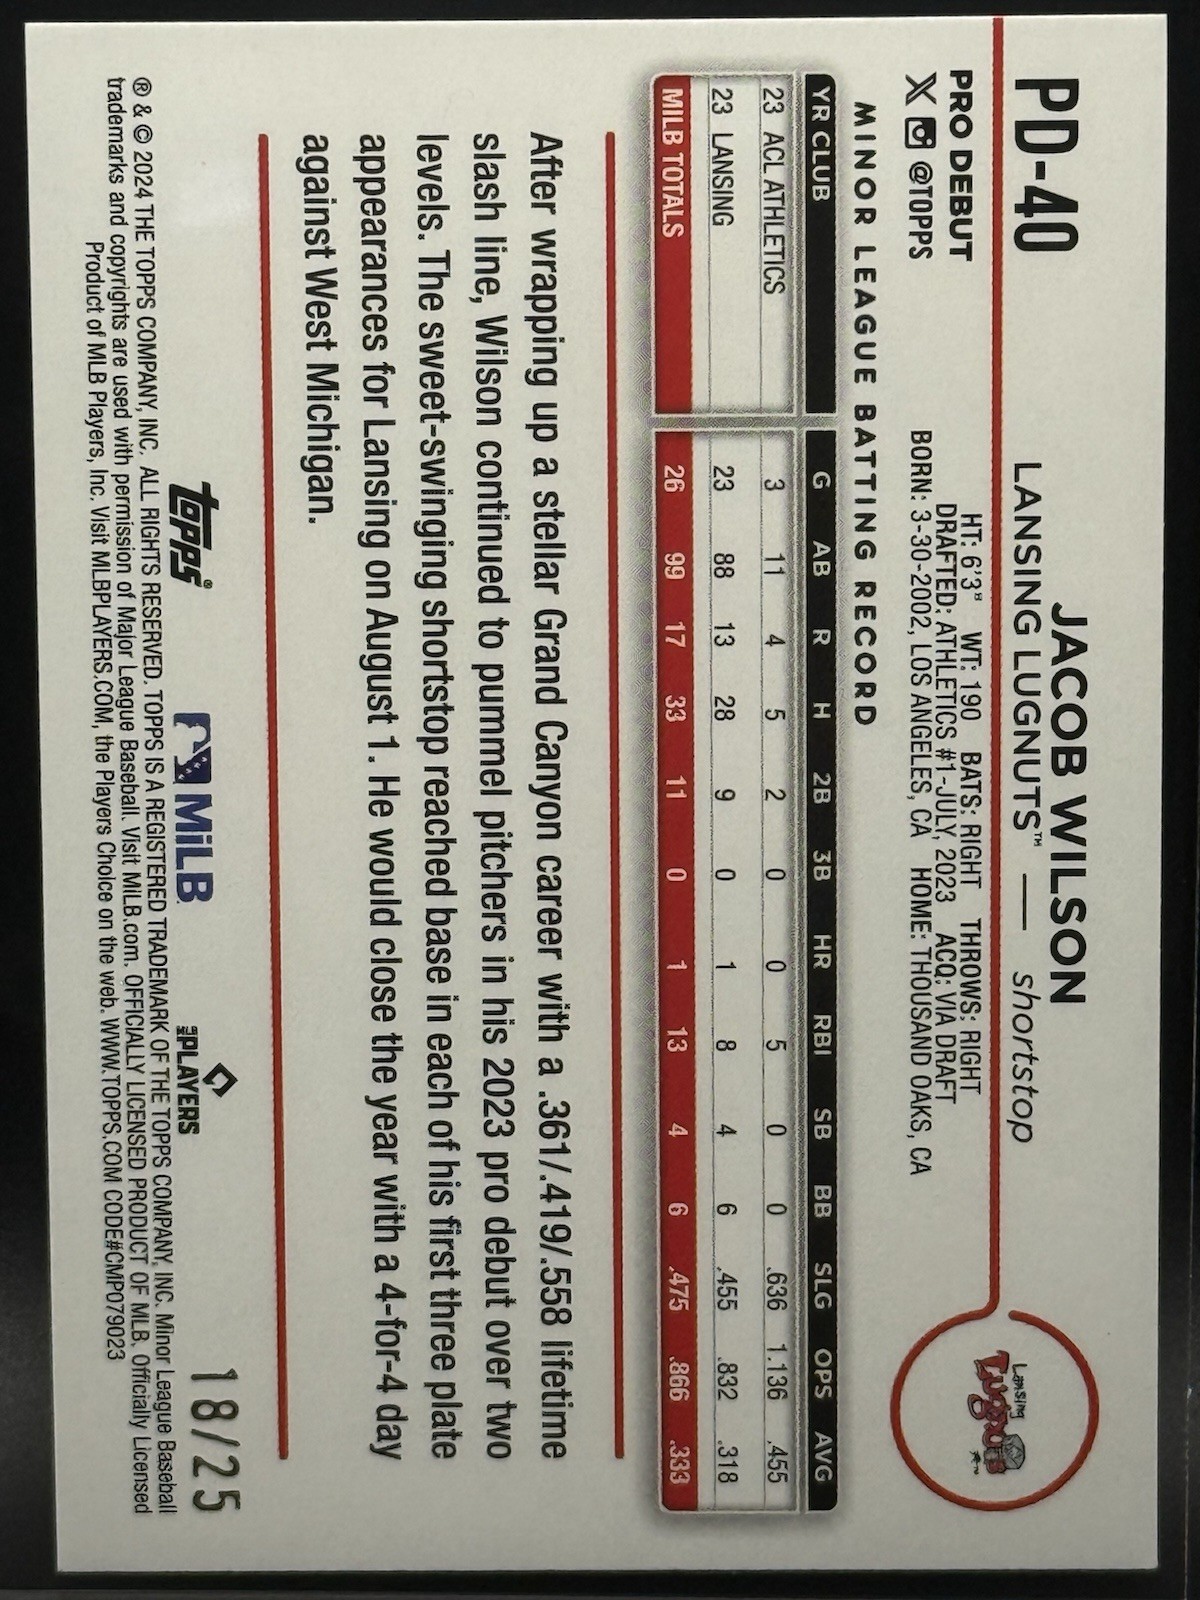 PD-40
JACOB WILSON
LANSING LUGNUTS™ — shortstop
PRO DEBUT
X @TOPPS
HT: 6'3" WT: 190 BATS: RIGHT THROWS: RIGHT
DRAFTED: ATHLETICS #1-JULY, 2023 ACQ: VIA DRAFT
BORN: 3-30-2002, LOS ANGELES, CA HOME: THOUSAND OAKS, CA
Lansing
Lugnuts
MINOR LEAGUE BATTING RECORD
YR CLUB G AB R H 2B 3B HR RBI SB BB SLG OPS AVG
23 ACL ATHLETICS 3 11 4 5 2 0 0 5 0 0 .636 1.136 .455
23 LANSING 23 88 13 28 9 0 1 8 4 6 .455 .832 .318
MILB TOTALS 26 99 17 33 11 0 1 13 4 6 .475 .866 .333
After wrapping up a stellar Grand Canyon career with a .361/.419/.558 lifetime
slash line, Wilson continued to pummel pitchers in his 2023 pro debut over two
levels. The sweet-swinging shortstop reached base in each of his first three plate
appearances for Lansing on August 1. He would close the year with a 4-for-4 day
against West Michigan.
topps®
MiLB
MLB PLAYERS
18/25
® & © 2024 THE TOPPS COMPANY, INC. ALL RIGHTS RESERVED. TOPPS IS A REGISTERED TRADEMARK OF THE TOPPS COMPANY, INC. Minor League Baseball
trademarks and copyrights are used with permission of Major League Baseball. Visit MiLB.com. OFFICIALLY LICENSED PRODUCT OF MLB. Officially Licensed
Product of MLB Players, Inc. Visit MLBPLAYERS.COM, the Players Choice on the web. WWW.TOPPS.COM CODE#CMP079023